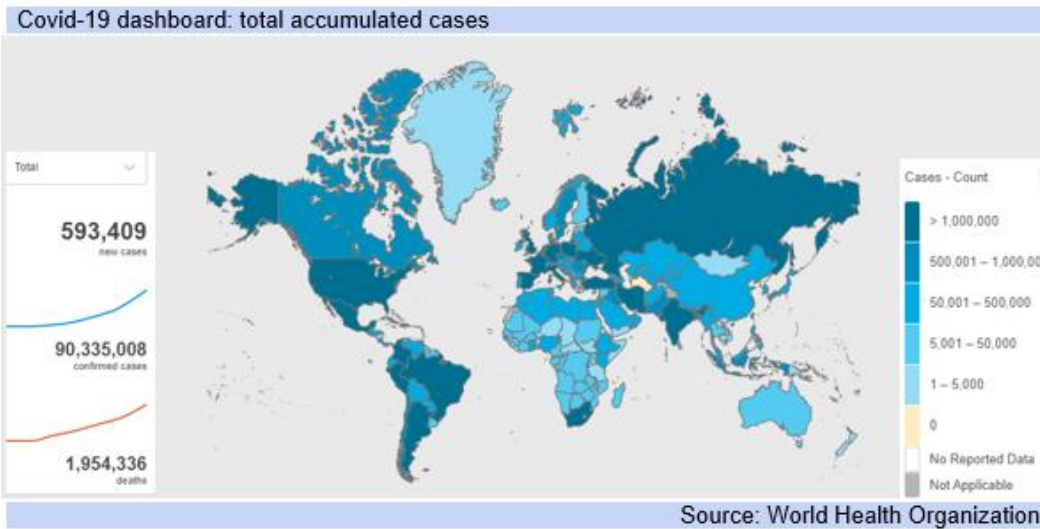 Covid-19 dashboard: total accumulated cases
Total
593,409
new cases
90,335,008
confirmed cases
1,954,336
deaths
Cases - Count
> 1,000,000
500,001 – 1,000,00
50,001 – 500,000
5,001 – 50,000
1 – 5,000
0
No Reported Data
Not Applicable
Source: World Health Organization